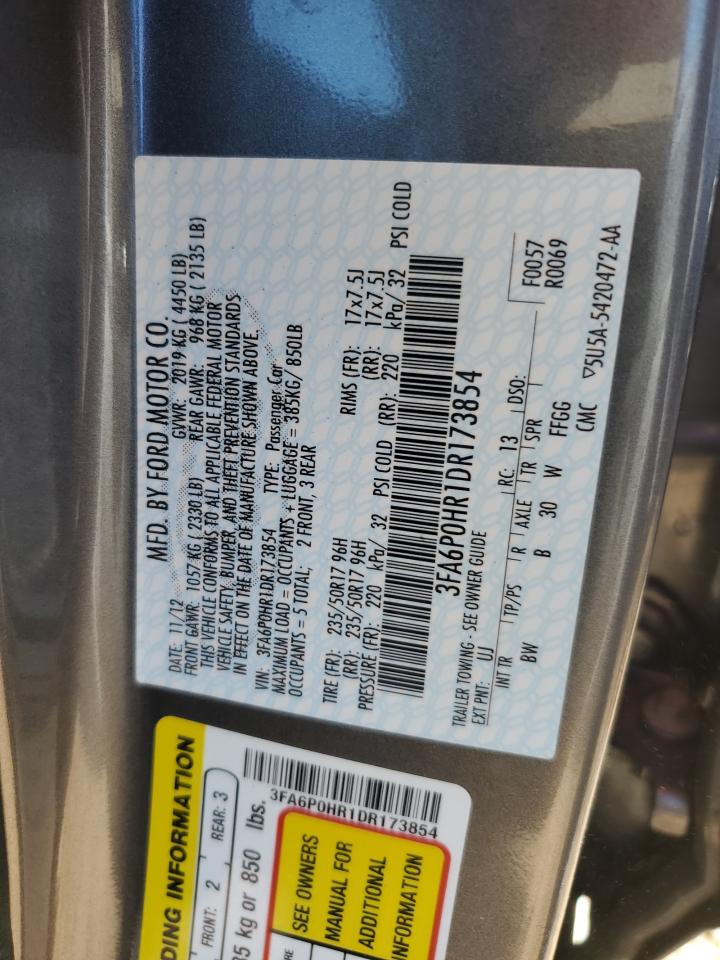 MFD. BY FORD MOTOR CO.
DATE: 11/12 GVWR: 2019 KG ( 4450 LB)
FRONT GAWR: 1057 KG ( 2330 LB) REAR GAWR: 968 KG ( 2135 LB)
THIS VEHICLE CONFORMS TO ALL APPLICABLE FEDERAL MOTOR
VEHICLE SAFETY, BUMPER, AND THEFT PREVENTION STANDARDS
IN EFFECT ON THE DATE OF MANUFACTURE SHOWN ABOVE.
VIN: 3FA6P0HR1DR173854 TYPE: Passenger Car
MAXIMUM LOAD = OCCUPANTS + LUGGAGE = 385KG/ 850LB
OCCUPANTS = 5 TOTAL; 2 FRONT, 3 REAR
TIRE (FR): 235/50R17 96H RIMS (FR): 17x7.5J
(RR): 235/50R17 96H (RR): 17x7.5J
PRESSURE (FR): 220 kPa/ 32 PSI COLD (RR): 220 kPa/ 32 PSI COLD
3FA6P0HR1DR173854
TRAILER TOWING - SEE OWNER GUIDE
EXT PNT: UJ RC: 13 DSO: F0057
R0069
INT TR TP/PS R AXLE TR SPR
BW B 30 W FFGG
CMC ▽5U5A-5420472-AA
DING INFORMATION
FRONT: 2 REAR: 3
35 kg or 850 lbs.
3FA6P0HR1DR173854
SEE OWNERS
MANUAL FOR
ADDITIONAL
INFORMATION